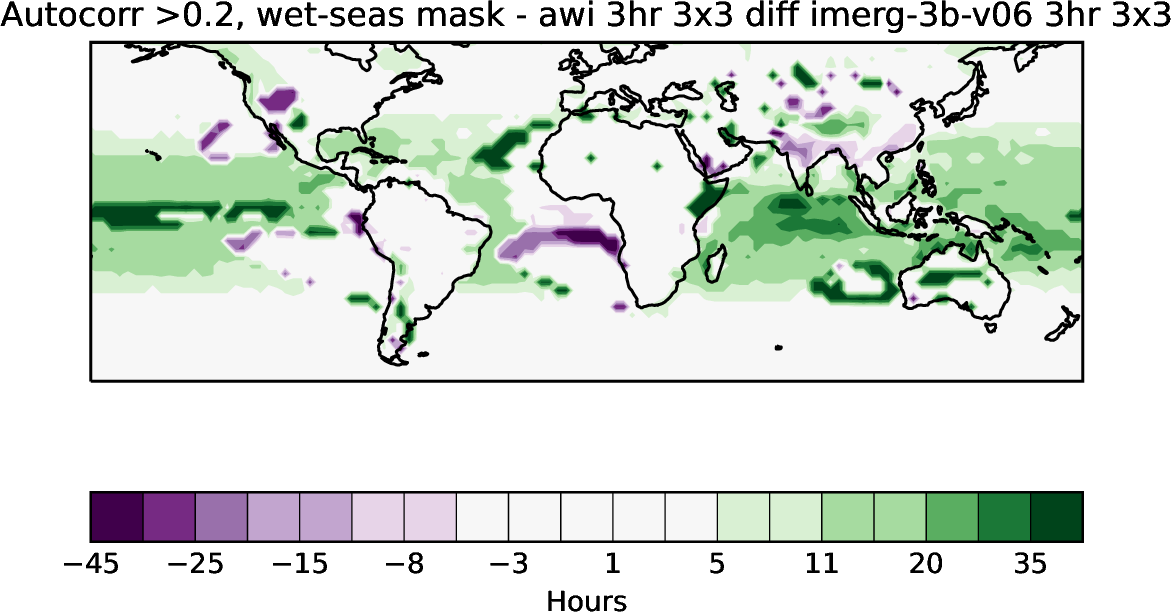 Autocorr >0.2, wet-seas mask - awi 3hr 3x3 diff imerg-3b-v06 3hr 3x3
−45 −25 −15 −8 −3 1 5 11 20 35
Hours